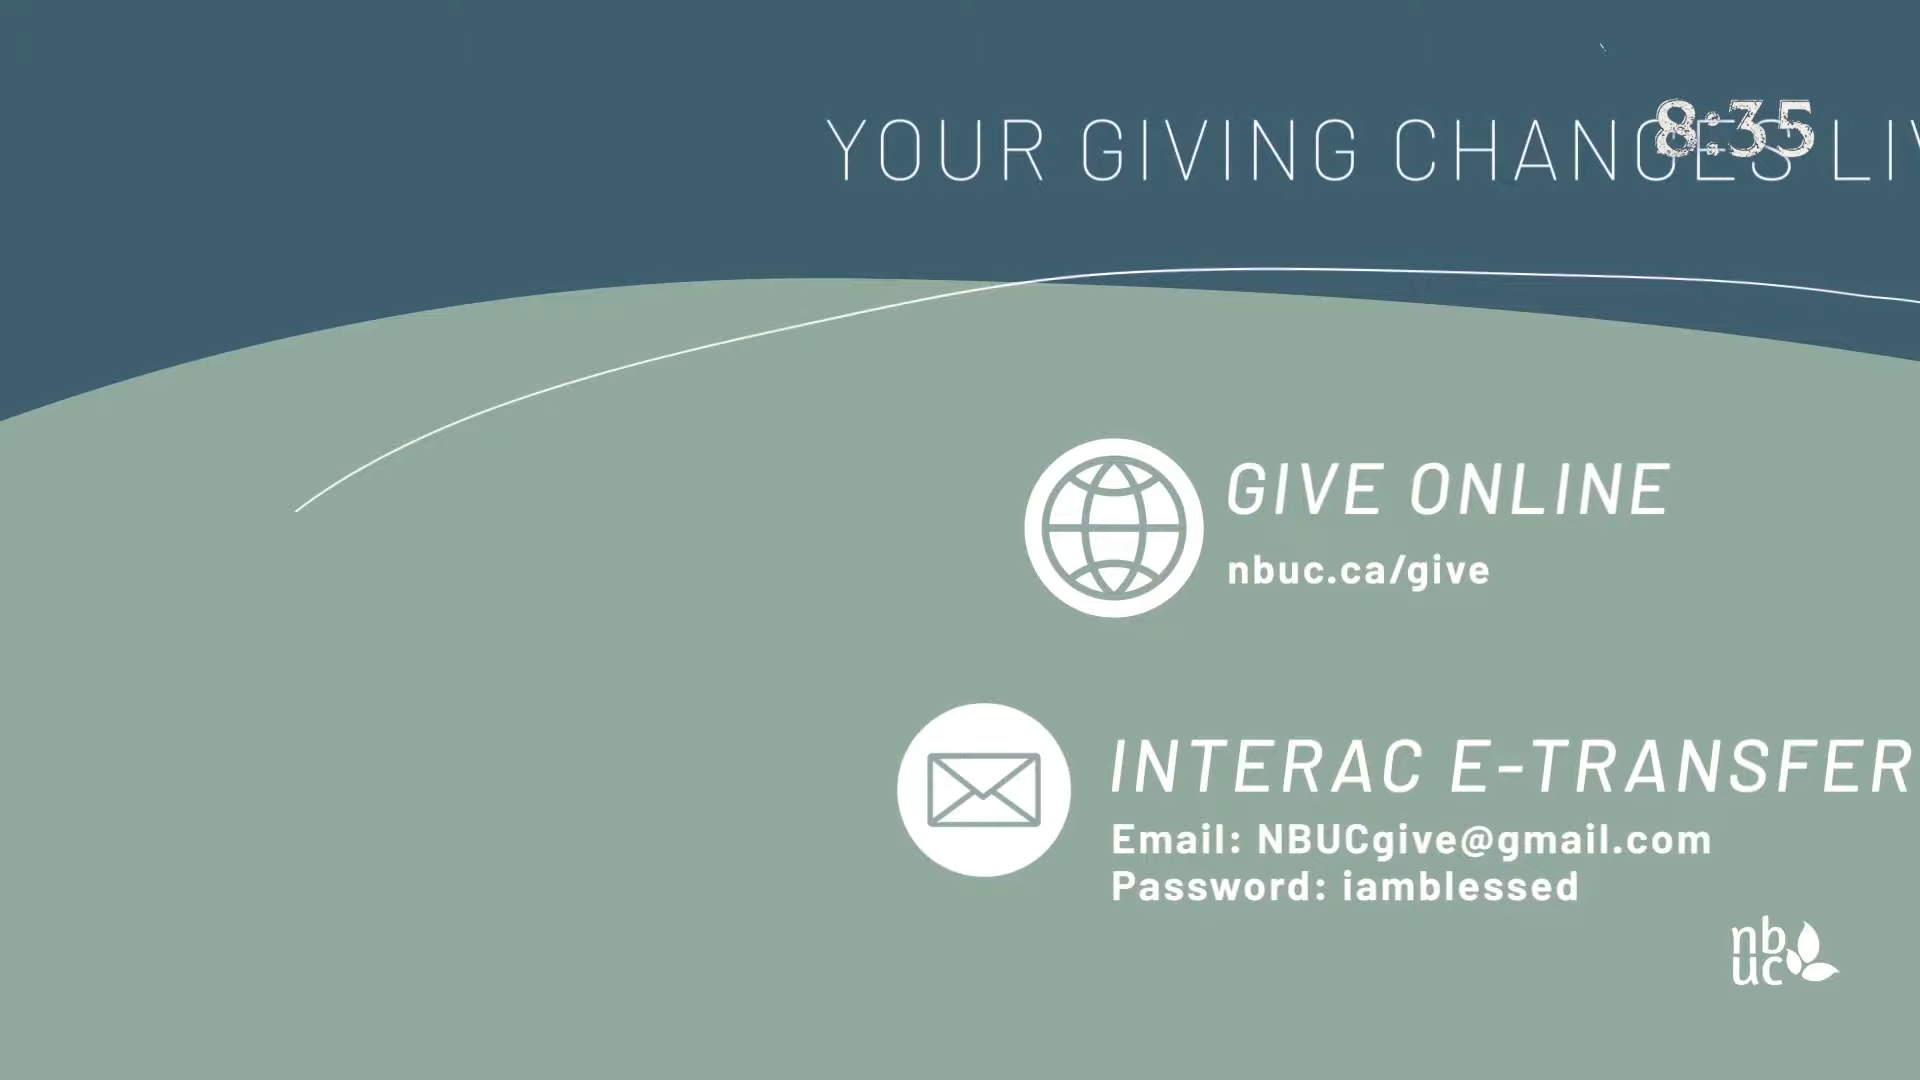 8:35
YOUR GIVING CHANGES LIV
GIVE ONLINE
nbuc.ca/give
INTERAC E-TRANSFER
Email: NBUCgive@gmail.com
Password: iamblessed
nb
uc